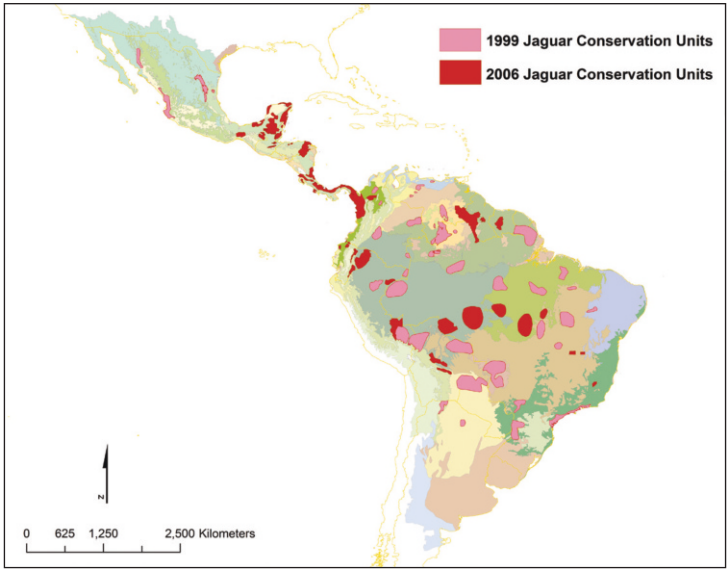 1999 Jaguar Conservation Units
2006 Jaguar Conservation Units
N
0 625 1,250 2,500 Kilometers